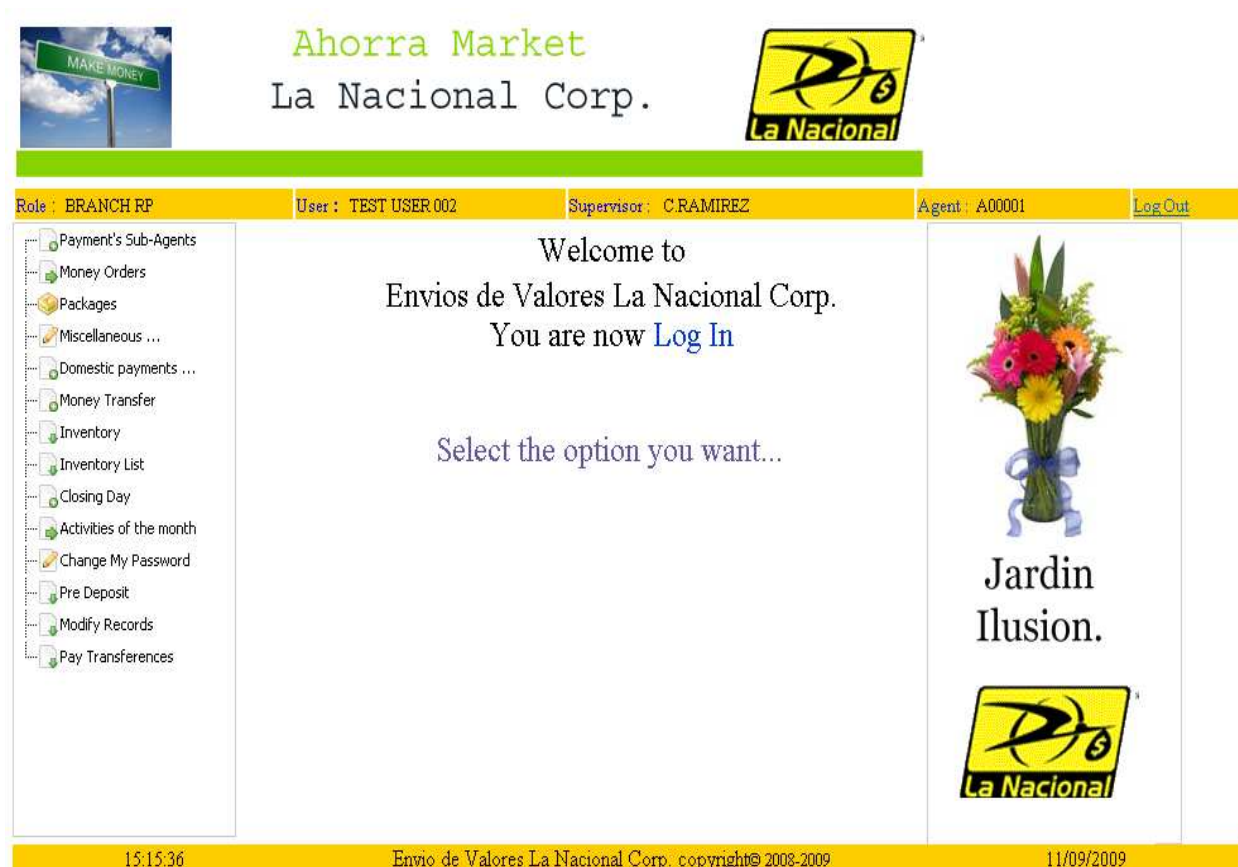 MAKE MONEY
Ahorra Market
La Nacional Corp.
La Nacional
Role : BRANCH RP User : TEST USER 002 Supervisor : C.RAMIREZ Agent : A00001 Log Out
Payment's Sub-Agents
Money Orders
Packages
Miscellaneous ...
Domestic payments ...
Money Transfer
Inventory
Inventory List
Closing Day
Activities of the month
Change My Password
Pre Deposit
Modify Records
Pay Transferences
Welcome to
Envios de Valores La Nacional Corp.
You are now Log In
Select the option you want...
Jardin
Ilusion.
$
La Nacional
15:15:36 Envio de Valores La Nacional Corp. copyright© 2008-2009 11/09/2009